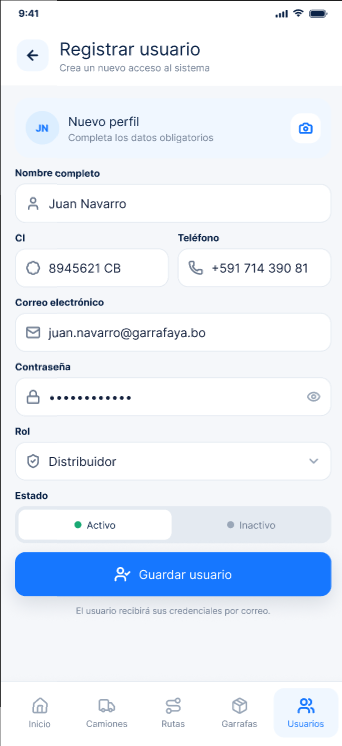 9:41
Registrar usuario
Crea un nuevo acceso al sistema
JN
Nuevo perfil
Completa los datos obligatorios
Nombre completo
Juan Navarro
CI
Teléfono
8945621 CB
+591 714 390 81
Correo electrónico
juan.navarro@garrafaya.bo
Contraseña
••••••••••••
Rol
Distribuidor
Estado
Activo
Inactivo
Guardar usuario
El usuario recibirá sus credenciales por correo.
Inicio
Camiones
Rutas
Garrafas
Usuarios